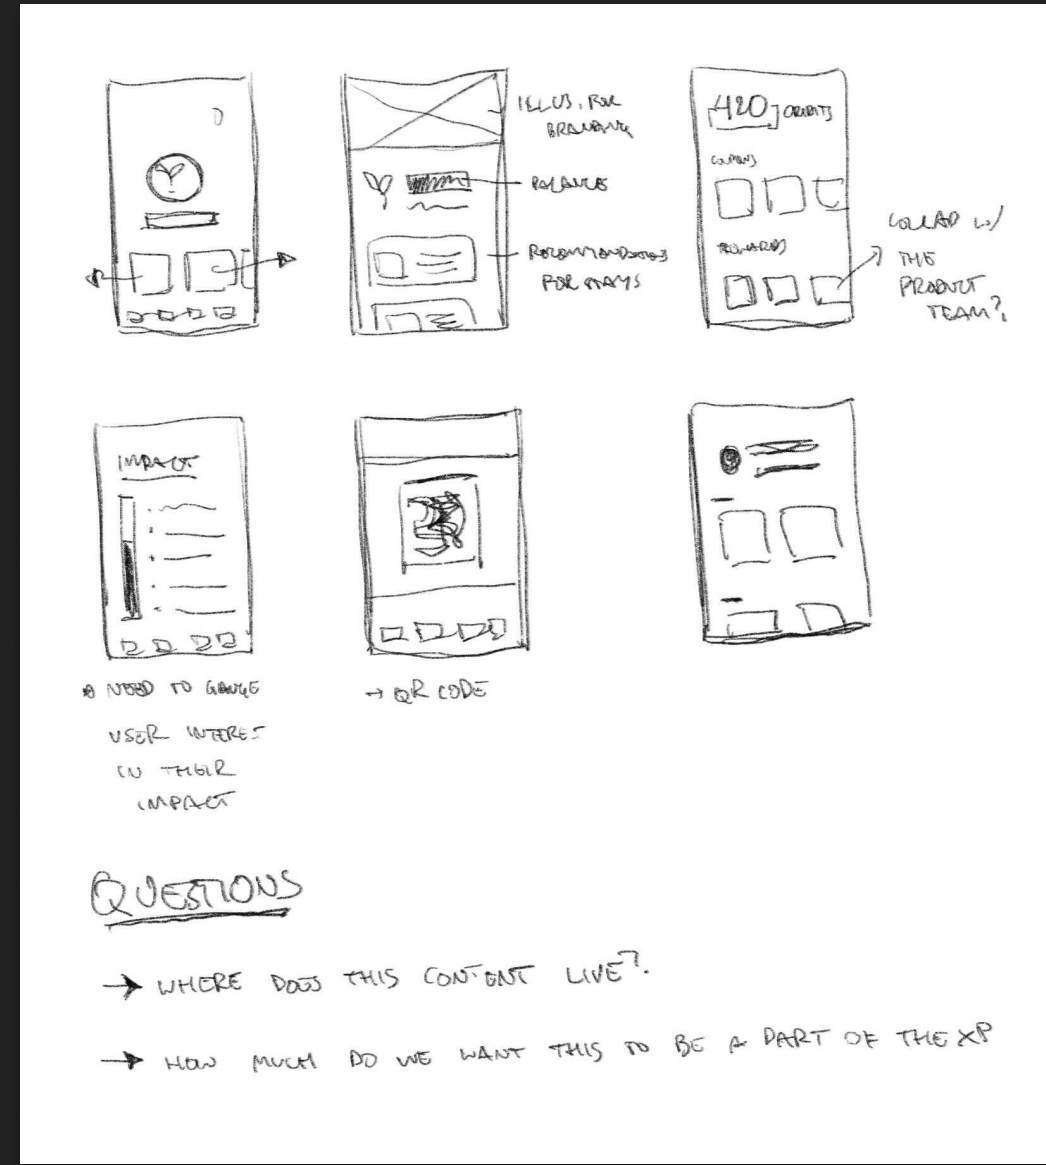 ILLUS. FOR
BRANDING
BALANCES
RECOMMENDATIONS
FOR STAYS
420 CREDITS
COUPONS
REWARDS
COLLAB W/
THE
PRODUCT
TEAM?
IMPACT
NEED TO GAUGE
USER INTEREST
IN THEIR
IMPACT
→ QR CODE
QUESTIONS
→ WHERE DOES THIS CONTENT LIVE?
→ HOW MUCH DO WE WANT THIS TO BE A PART OF THE XP